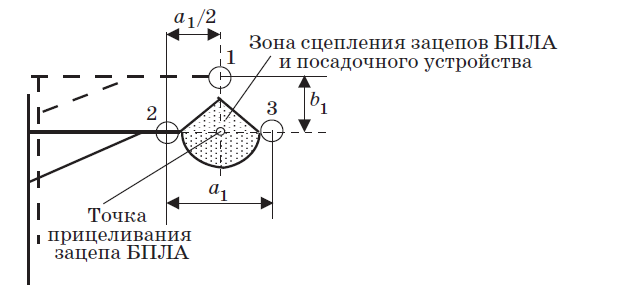 a₁/2
1
Зона сцепления зацепов БПЛА
и посадочного устройства
2
3
b₁
a₁
Точка
прицеливания
зацепа БПЛА